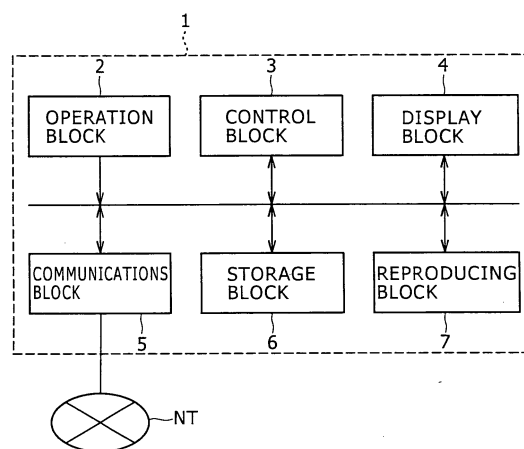 1
2
3
4
OPERATION
BLOCK
CONTROL
BLOCK
DISPLAY
BLOCK
COMMUNICATIONS
BLOCK
STORAGE
BLOCK
REPRODUCING
BLOCK
5
6
7
NT